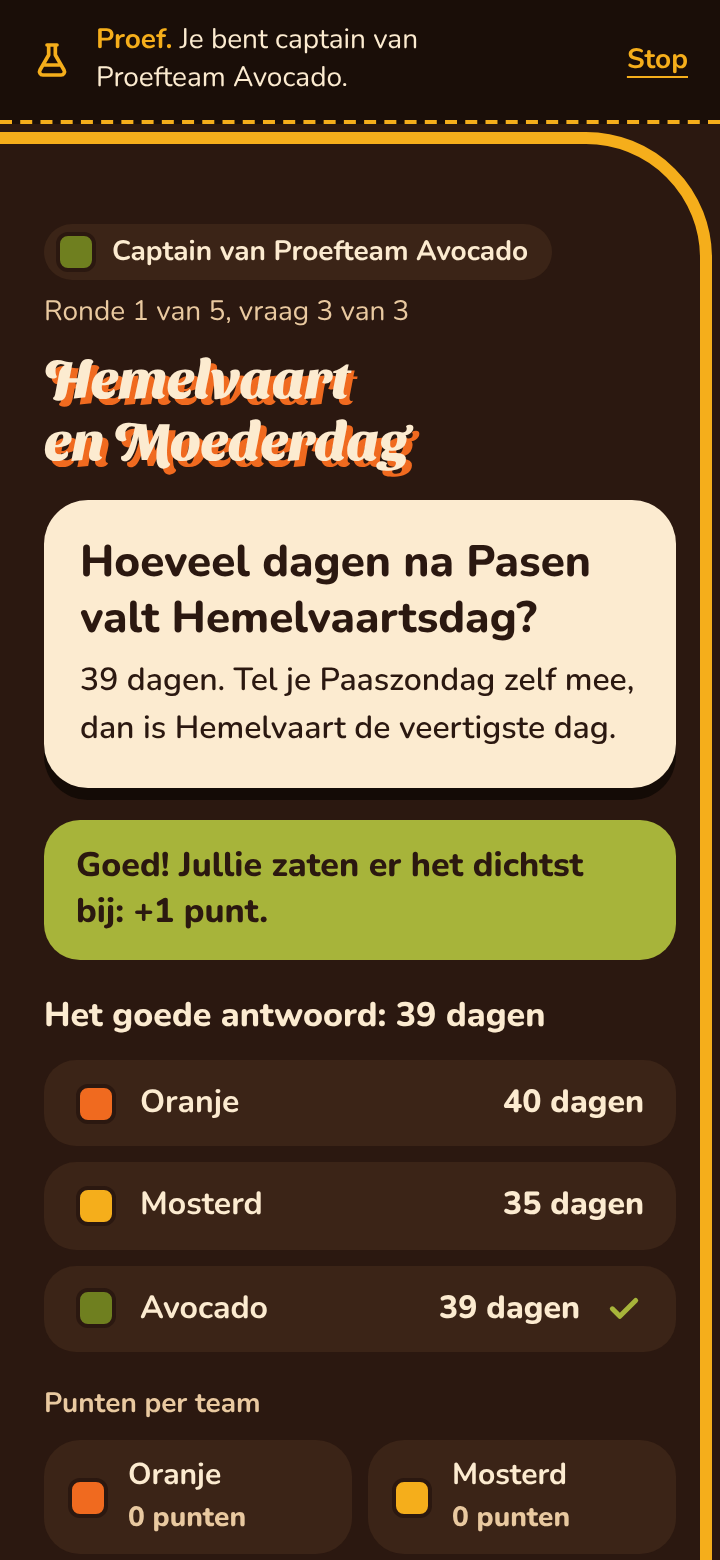 Proef. Je bent captain van
Proefteam Avocado.
Stop
Captain van Proefteam Avocado
Ronde 1 van 5, vraag 3 van 3
Hemelvaart
en Moederdag
Hoeveel dagen na Pasen
valt Hemelvaartsdag?
39 dagen. Tel je Paaszondag zelf mee,
dan is Hemelvaart de veertigste dag.
Goed! Jullie zaten er het dichtst
bij: +1 punt.
Het goede antwoord: 39 dagen
Oranje 40 dagen
Mosterd 35 dagen
Avocado 39 dagen
Punten per team
Oranje
0 punten
Mosterd
0 punten